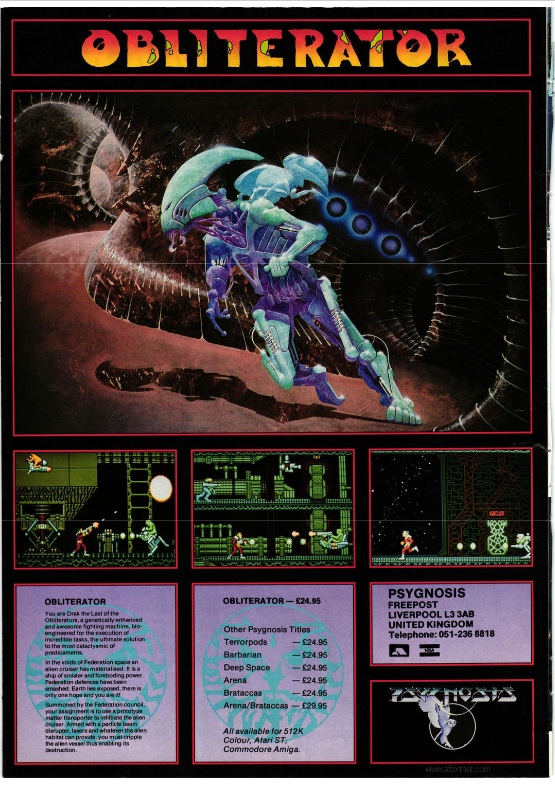 OBLITERATOR
OBLITERATOR
You are Drak the Last of the
Obliterators, a genetically enhanced
and awesome fighting machine, bio-
engineered for the execution of
incredible tasks, the ultimate solution
to the most cataclysmic of
predicaments.
In the voids of Federation space an
alien cruiser has materialised. It is a
ship of sinister and foreboding power.
Federation defences have been
smashed. Earth lies exposed, there is
only one hope and you are it!
Summoned by the Federation council,
your assignment is to use a prototype
matter transporter to infiltrate the alien
cruiser. Armed with a particle beam
disrupter, lasers and whatever the alien
habitat can provide, you must cripple
the alien vessel thus enabling its
destruction.
OBLITERATOR — £24.95
Other Psygnosis Titles
Terrorpods — £24.95
Barbarian — £24.95
Deep Space — £24.95
Arena — £24.95
Brataccas — £24.95
Arena/Brataccas — £29.95
All available for 512K
Colour, Atari ST,
Commodore Amiga.
PSYGNOSIS
FREEPOST
LIVERPOOL L3 3AB
UNITED KINGDOM
Telephone: 051-236 8818
VISA
PSYGNOSIS
www.stformat.com